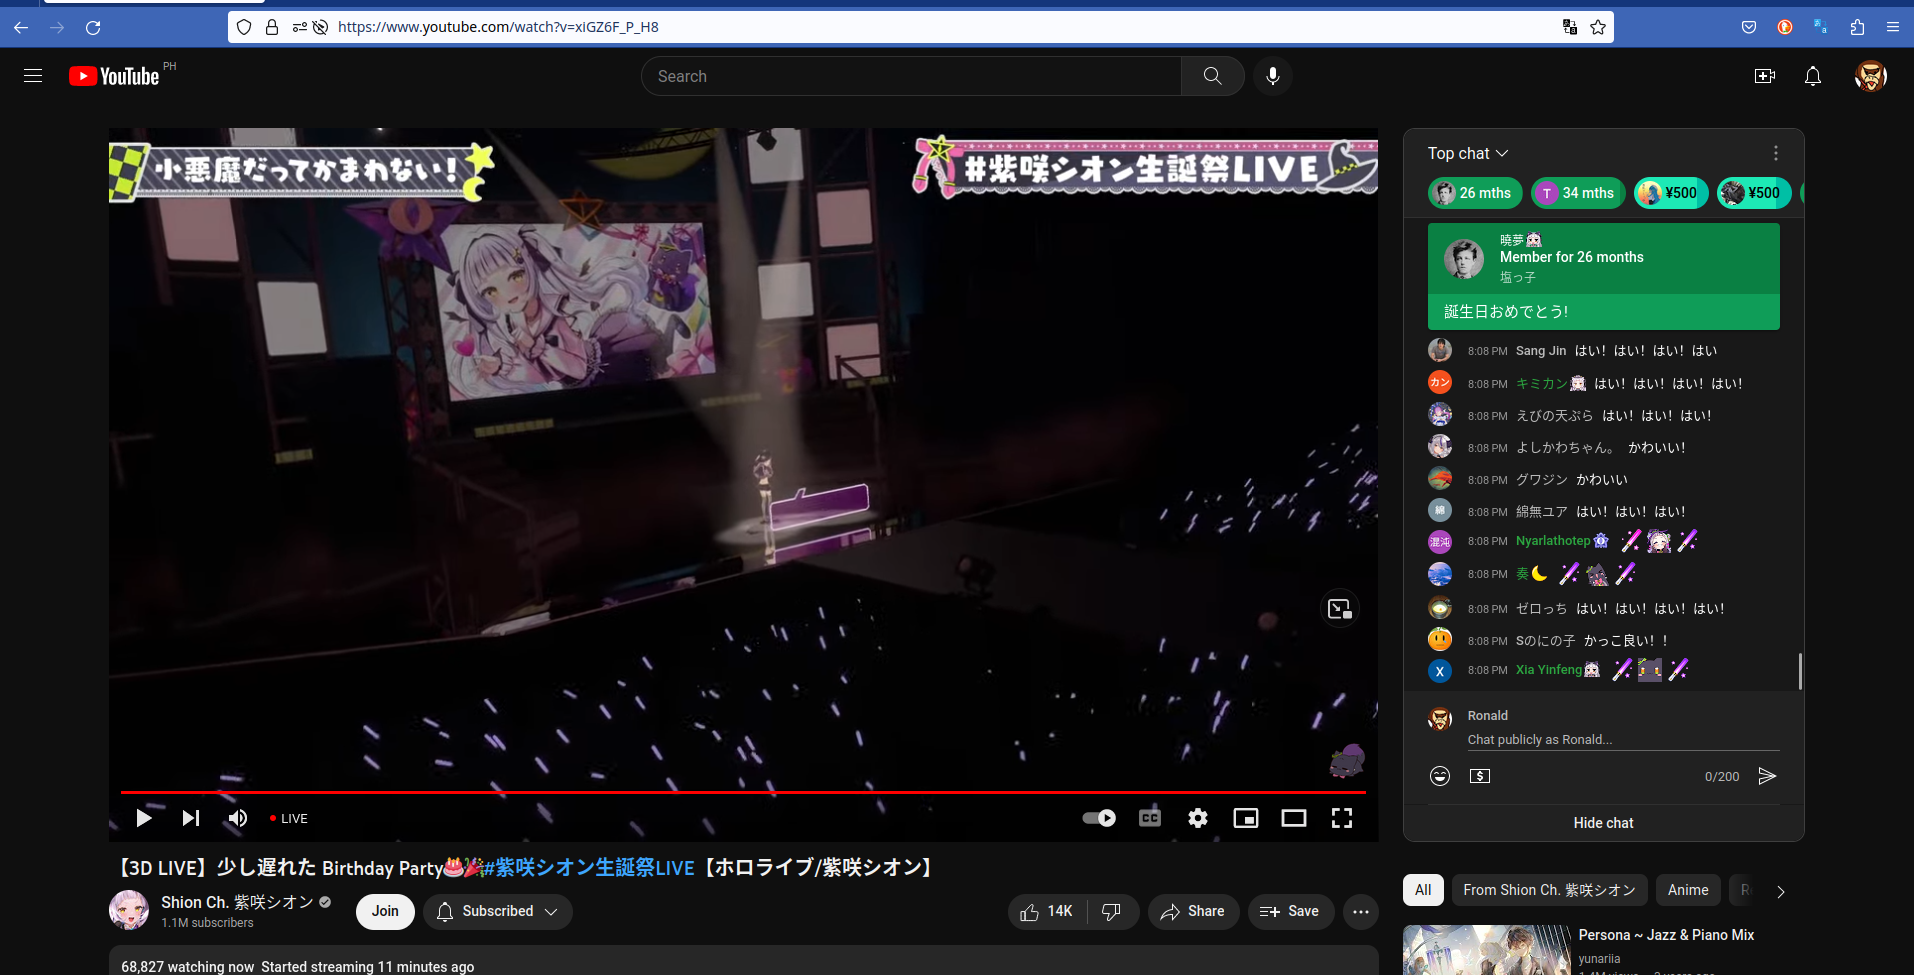 https://www.youtube.com/watch?v=xiGZ6F_P_H8
YouTube PH
Search
小悪魔だってかまわない!
#紫咲シオン生誕祭LIVE
LIVE
CC
【3D LIVE】少し遅れた Birthday Party🎂🎉#紫咲シオン生誕祭LIVE【ホロライブ/紫咲シオン】
Shion Ch. 紫咲シオン
1.1M subscribers
Join
Subscribed
14K
Share
Save
68,827 watching now Started streaming 11 minutes ago
Top chat
26 mths
T 34 mths
¥500
¥500
暁夢
Member for 26 months
塩っ子
誕生日おめでとう!
8:08 PM Sang Jin はい！はい！はい！はい
カン 8:08 PM キミカン はい！はい！はい！はい！
8:08 PM えびの天ぷら はい！はい！はい！
8:08 PM よしかわちゃん。 かわいい！
8:08 PM グワジン かわいい
綿 8:08 PM 綿無ユア はい！はい！はい！
混沌 8:08 PM Nyarlathotep
8:08 PM 奏🌙
8:08 PM ゼロっち はい！はい！はい！はい！
8:08 PM Sのにの子 かっこ良い！！
X 8:08 PM Xia Yinfeng
Ronald
Chat publicly as Ronald...
0/200
Hide chat
All
From Shion Ch. 紫咲シオン
Anime
Persona ~ Jazz & Piano Mix
yunariia